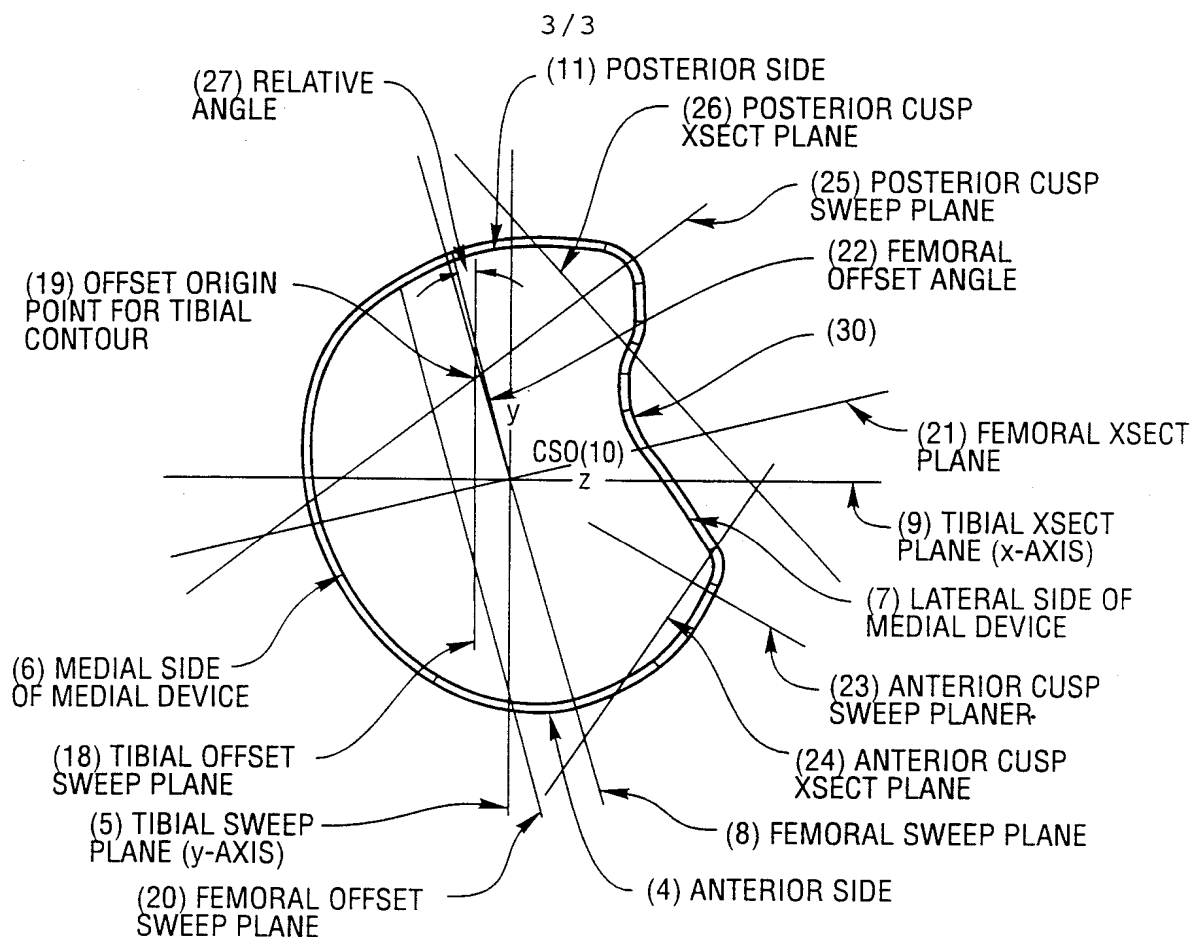 3/3
(27) RELATIVE
ANGLE
(11) POSTERIOR SIDE
(26) POSTERIOR CUSP
XSECT PLANE
(25) POSTERIOR CUSP
SWEEP PLANE
(22) FEMORAL
OFFSET ANGLE
(19) OFFSET ORIGIN
POINT FOR TIBIAL
CONTOUR
(30)
y
CSO(10)
z
(21) FEMORAL XSECT
PLANE
(9) TIBIAL XSECT
PLANE (x-AXIS)
(7) LATERAL SIDE OF
MEDIAL DEVICE
(6) MEDIAL SIDE
OF MEDIAL DEVICE
(23) ANTERIOR CUSP
SWEEP PLANER.
(18) TIBIAL OFFSET
SWEEP PLANE
(24) ANTERIOR CUSP
XSECT PLANE
(5) TIBIAL SWEEP
PLANE (y-AXIS)
(8) FEMORAL SWEEP PLANE
(20) FEMORAL OFFSET
SWEEP PLANE
(4) ANTERIOR SIDE